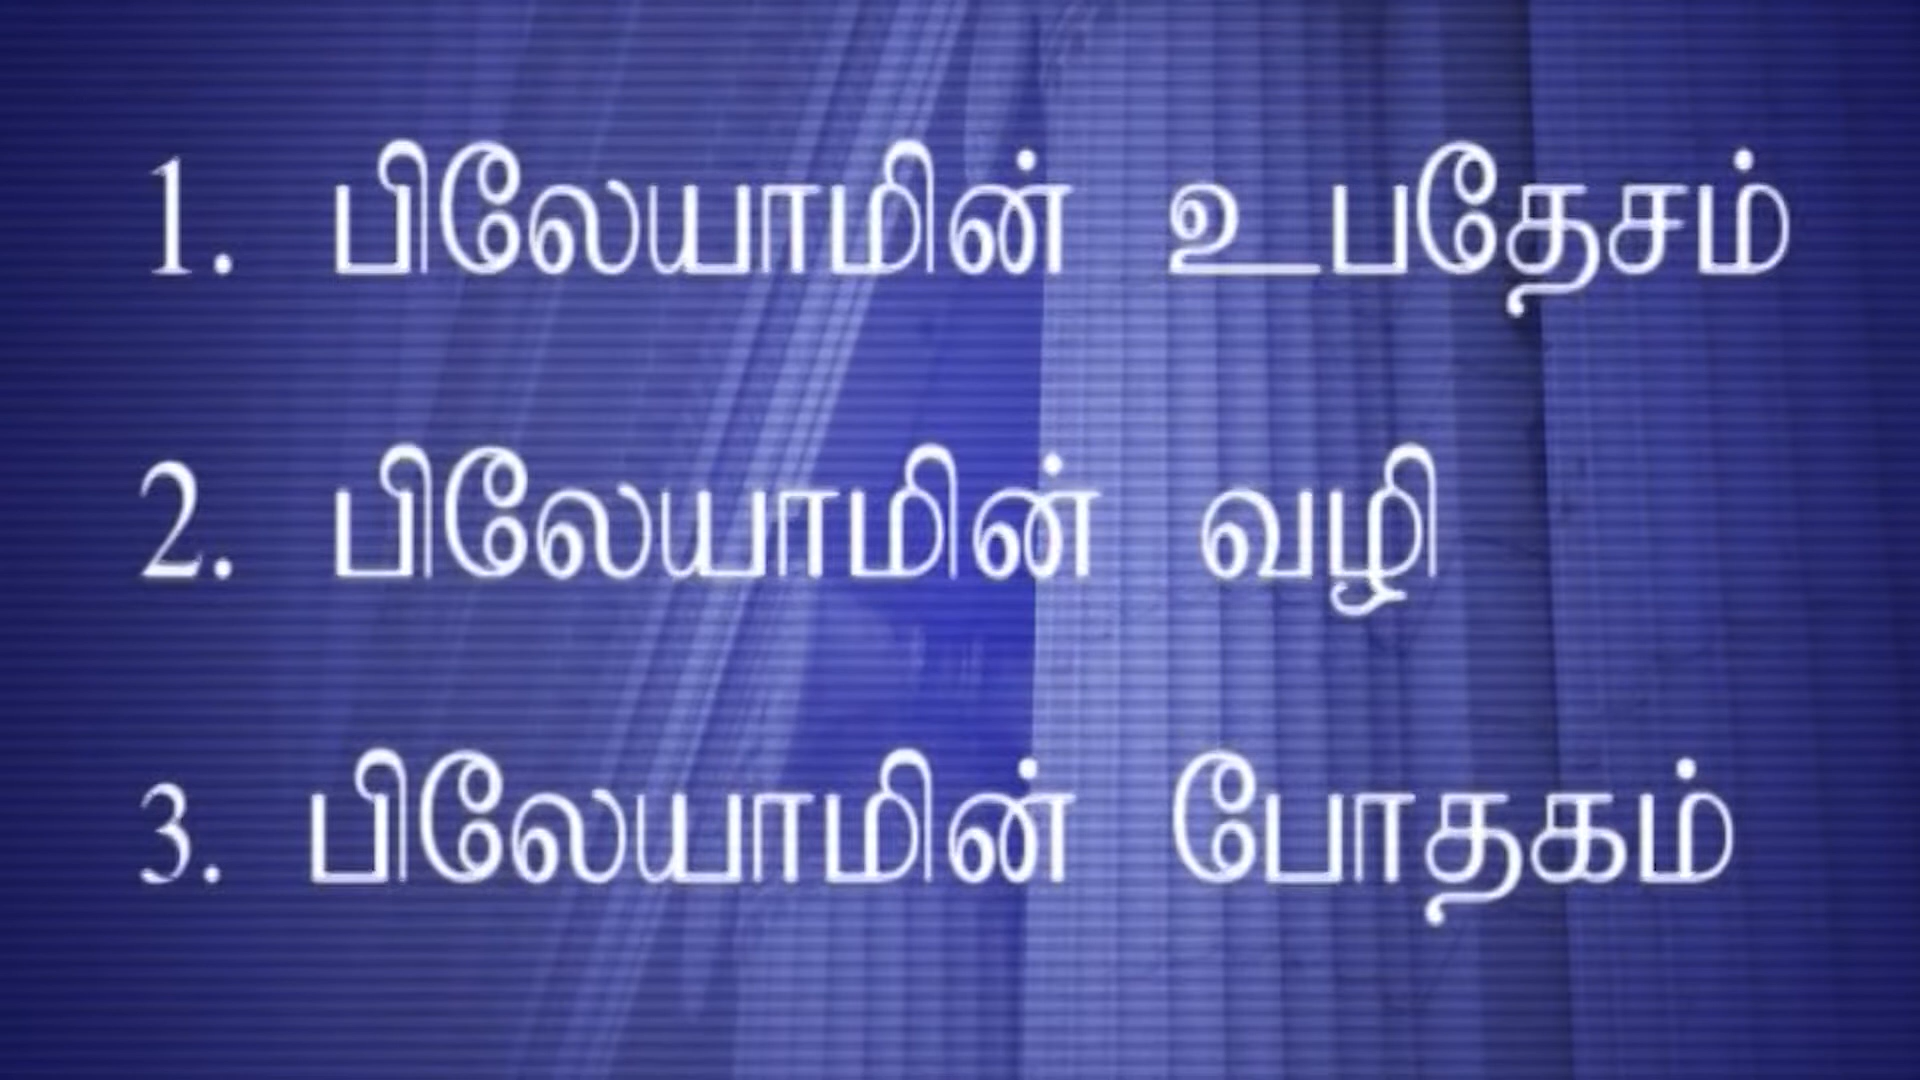 1. பிலேயாமின் உபதேசம்
2. பிலேயாமின் வழி
3. பிலேயாமின் போதகம்